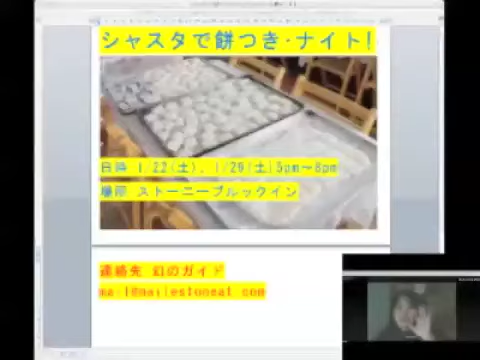 シャスタで餅つき・ナイト!
日時 1/22(土)、1/29(土)5pm〜8pm
場所 ストーニーブルックイン
連絡先 幻のガイド